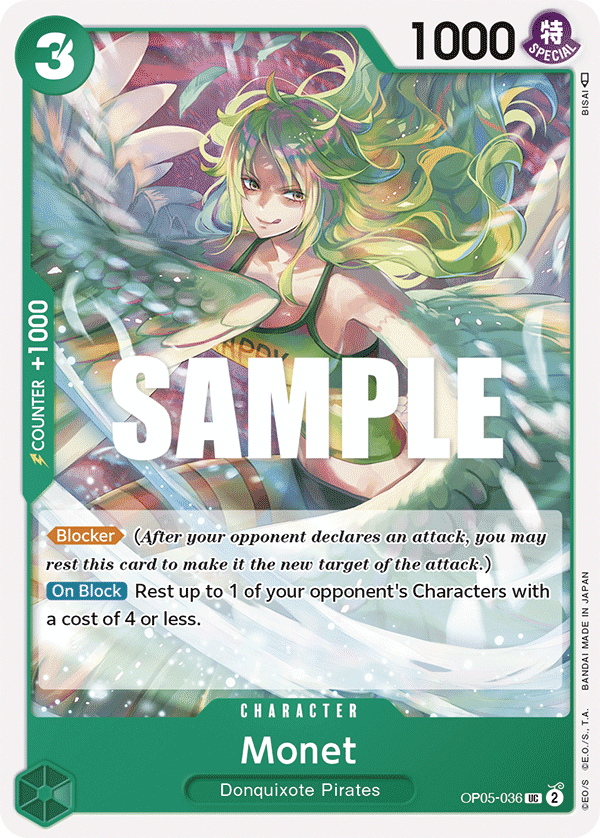 3
1000
特
SPECIAL
BISAI
COUNTER +1000
HAPPY
SAMPLE
Blocker (After your opponent declares an attack, you may
rest this card to make it the new target of the attack.)
On Block Rest up to 1 of your opponent's Characters with
a cost of 4 or less.
CHARACTER
Monet
Donquixote Pirates
OP05-036 UC 2
©EO/S ©E.O./S., T.A. BANDAI MADE IN JAPAN